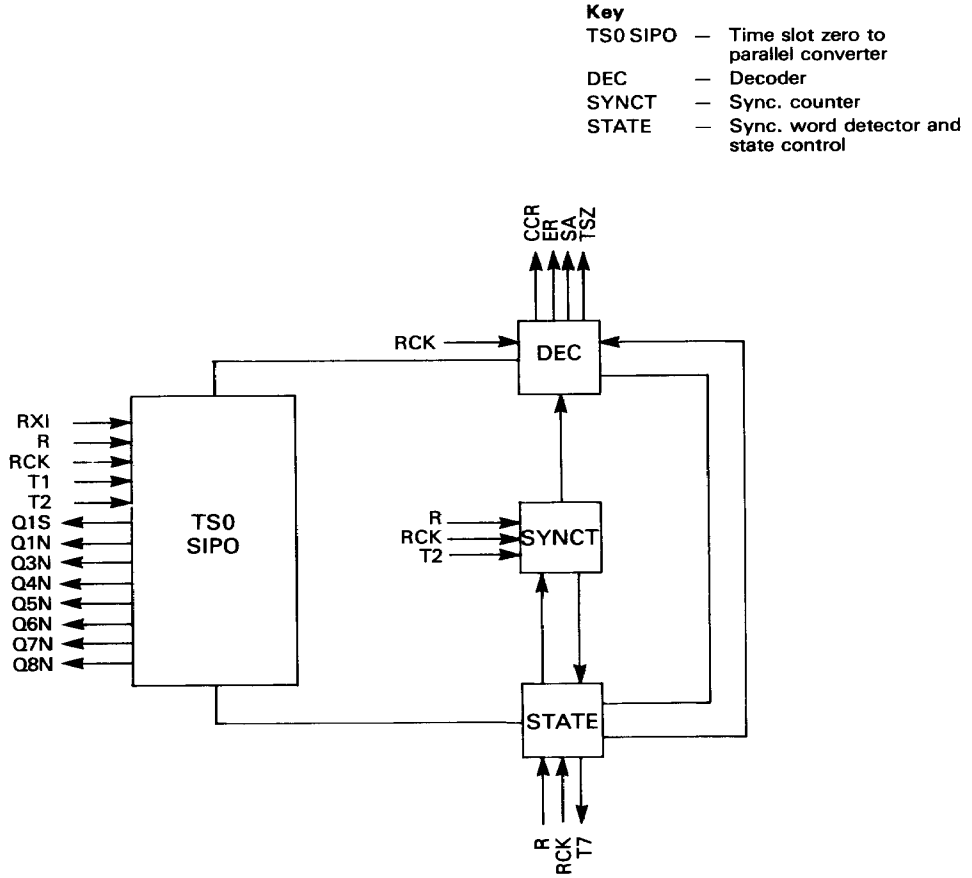 Key
TS0 SIPO — Time slot zero to
parallel converter
DEC — Decoder
SYNCT — Sync. counter
STATE — Sync. word detector and
state control
CCR
ER
SA
TSZ
RCK
DEC
RXI
R
RCK
T1
T2
Q1S
Q1N
Q3N
Q4N
Q5N
Q6N
Q7N
Q8N
TS0
SIPO
R
RCK
T2
SYNCT
STATE
R
RCK
T7